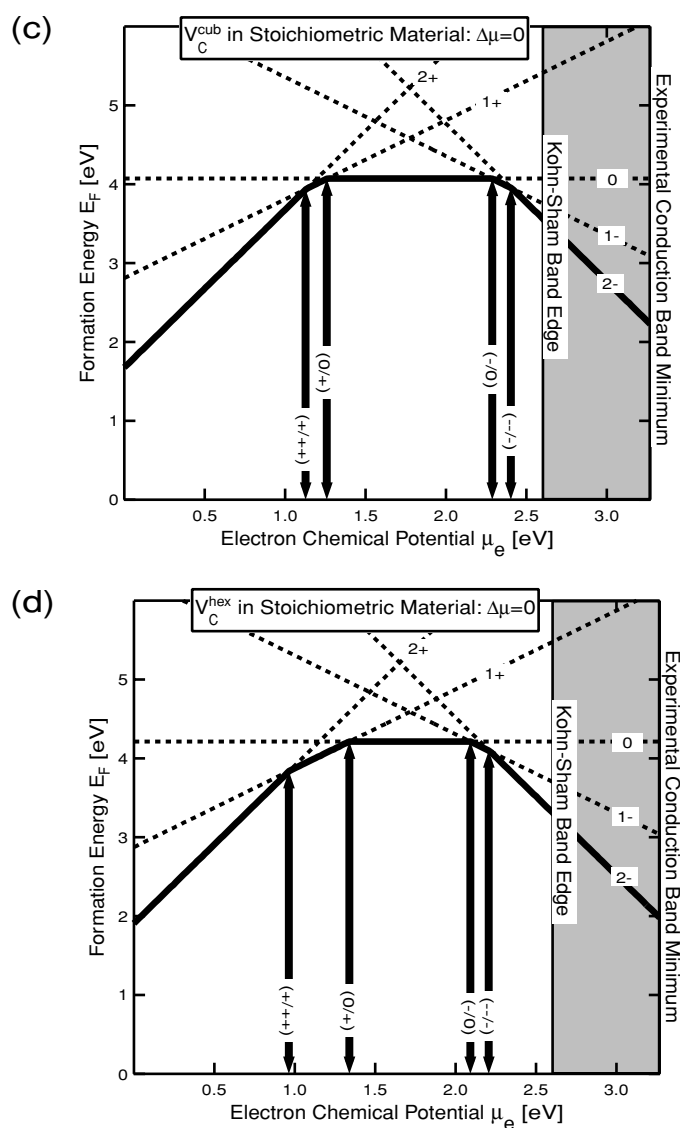 (c)
V_C^cub in Stoichiometric Material: Δμ=0
2+
1+
0
1-
2-
Kohn-Sham Band Edge
Experimental Conduction Band Minimum
Formation Energy E_F [eV]
5
4
3
2
1
0
(++/+)
(+/0)
(0/-)
(-/--)
0.5 1.0 1.5 2.0 2.5 3.0
Electron Chemical Potential μ_e [eV]
(d)
V_C^hex in Stoichiometric Material: Δμ=0
2+
1+
0
1-
2-
Kohn-Sham Band Edge
Experimental Conduction Band Minimum
Formation Energy E_F [eV]
5
4
3
2
1
0
(++/+)
(+/0)
(0/-)
(-/--)
0.5 1.0 1.5 2.0 2.5 3.0
Electron Chemical Potential μ_e [eV]